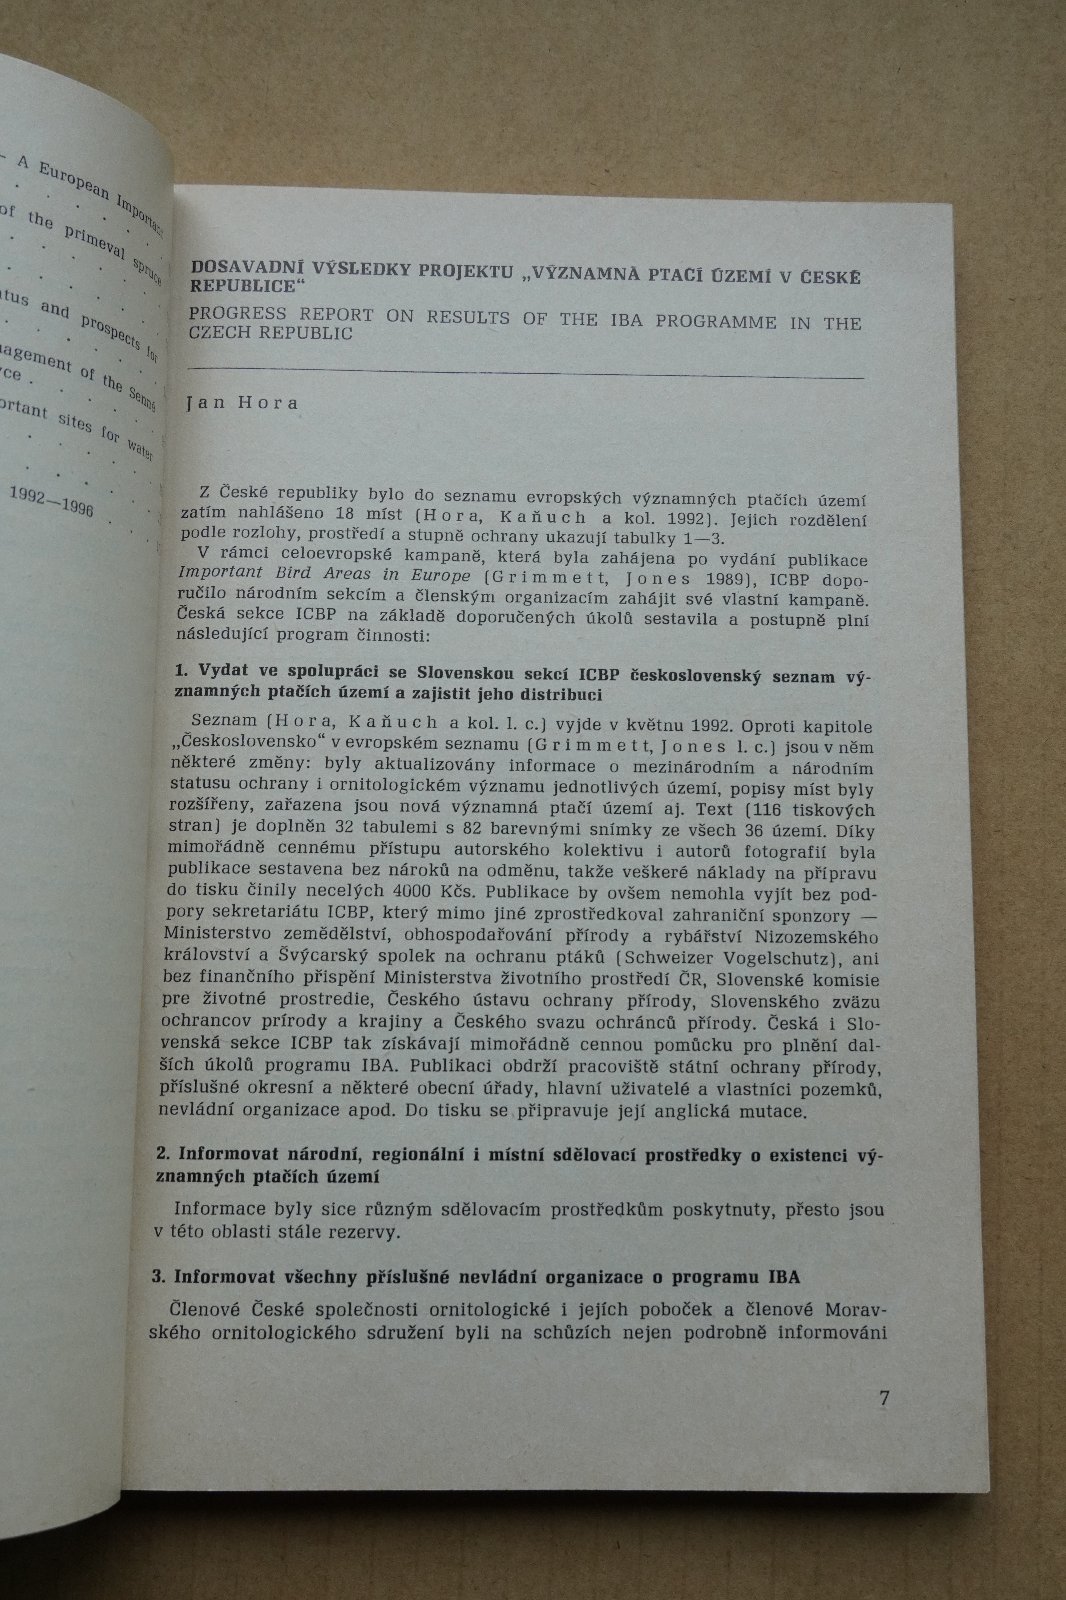 - A European Important
of the primeval spruce
tus and prospects for
nagement of the Senné
ce .
ortant sites for water
1992—1996
DOSAVADNÍ VÝSLEDKY PROJEKTU „VÝZNAMNÁ PTAČÍ ÚZEMÍ V ČESKÉ
REPUBLICE“
PROGRESS REPORT ON RESULTS OF THE IBA PROGRAMME IN THE
CZECH REPUBLIC
Jan Hora
Z České republiky bylo do seznamu evropských významných ptačích území
zatím nahlášeno 18 míst (Hora, Kaňuch a kol. 1992). Jejich rozdělení
podle rozlohy, prostředí a stupně ochrany ukazují tabulky 1—3.
V rámci celoevropské kampaně, která byla zahájena po vydání publikace
Important Bird Areas in Europe (Grimmett, Jones 1989), ICBP dopo-
ručilo národním sekcím a členským organizacím zahájit své vlastní kampaně.
Česká sekce ICBP na základě doporučených úkolů sestavila a postupně plní
následující program činnosti:
1. Vydat ve spolupráci se Slovenskou sekcí ICBP československý seznam vý-
znamných ptačích území a zajistit jeho distribuci
Seznam (Hora, Kaňuch a kol. l. c.) vyjde v květnu 1992. Oproti kapitole
„Československo“ v evropském seznamu (Grimmett, Jones l. c.) jsou v něm
některé změny: byly aktualizovány informace o mezinárodním a národním
statusu ochrany i ornitologickém významu jednotlivých území, popisy míst byly
rozšířeny, zařazena jsou nová významná ptačí území aj. Text (116 tiskových
stran) je doplněn 32 tabulemi s 82 barevnými snímky ze všech 36 území. Díky
mimořádně cennému přístupu autorského kolektivu i autorů fotografií byla
publikace sestavena bez nároků na odměnu, takže veškeré náklady na přípravu
do tisku činily necelých 4000 Kčs. Publikace by ovšem nemohla vyjít bez pod-
pory sekretariátu ICBP, který mimo jiné zprostředkoval zahraniční sponzory —
Ministerstvo zemědělství, obhospodařování přírody a rybářství Nizozemského
království a Švýcarský spolek na ochranu ptáků (Schweizer Vogelschutz), ani
bez finančního přispění Ministerstva životního prostředí ČR, Slovenské komisie
pre životné prostredie, Českého ústavu ochrany přírody, Slovenského zväzu
ochrancov prírody a krajiny a Českého svazu ochránců přírody. Česká i Slo-
venská sekce ICBP tak získávají mimořádně cennou pomůcku pro plnění dal-
ších úkolů programu IBA. Publikaci obdrží pracoviště státní ochrany přírody,
příslušné okresní a některé obecní úřady, hlavní uživatelé a vlastníci pozemků,
nevládní organizace apod. Do tisku se připravuje její anglická mutace.
2. Informovat národní, regionální i místní sdělovací prostředky o existenci vý-
znamných ptačích území
Informace byly sice různým sdělovacím prostředkům poskytnuty, přesto jsou
v této oblasti stále rezervy.
3. Informovat všechny příslušné nevládní organizace o programu IBA
Členové České společnosti ornitologické i jejích poboček a členové Morav-
ského ornitologického sdružení byli na schůzích nejen podrobně informováni
7